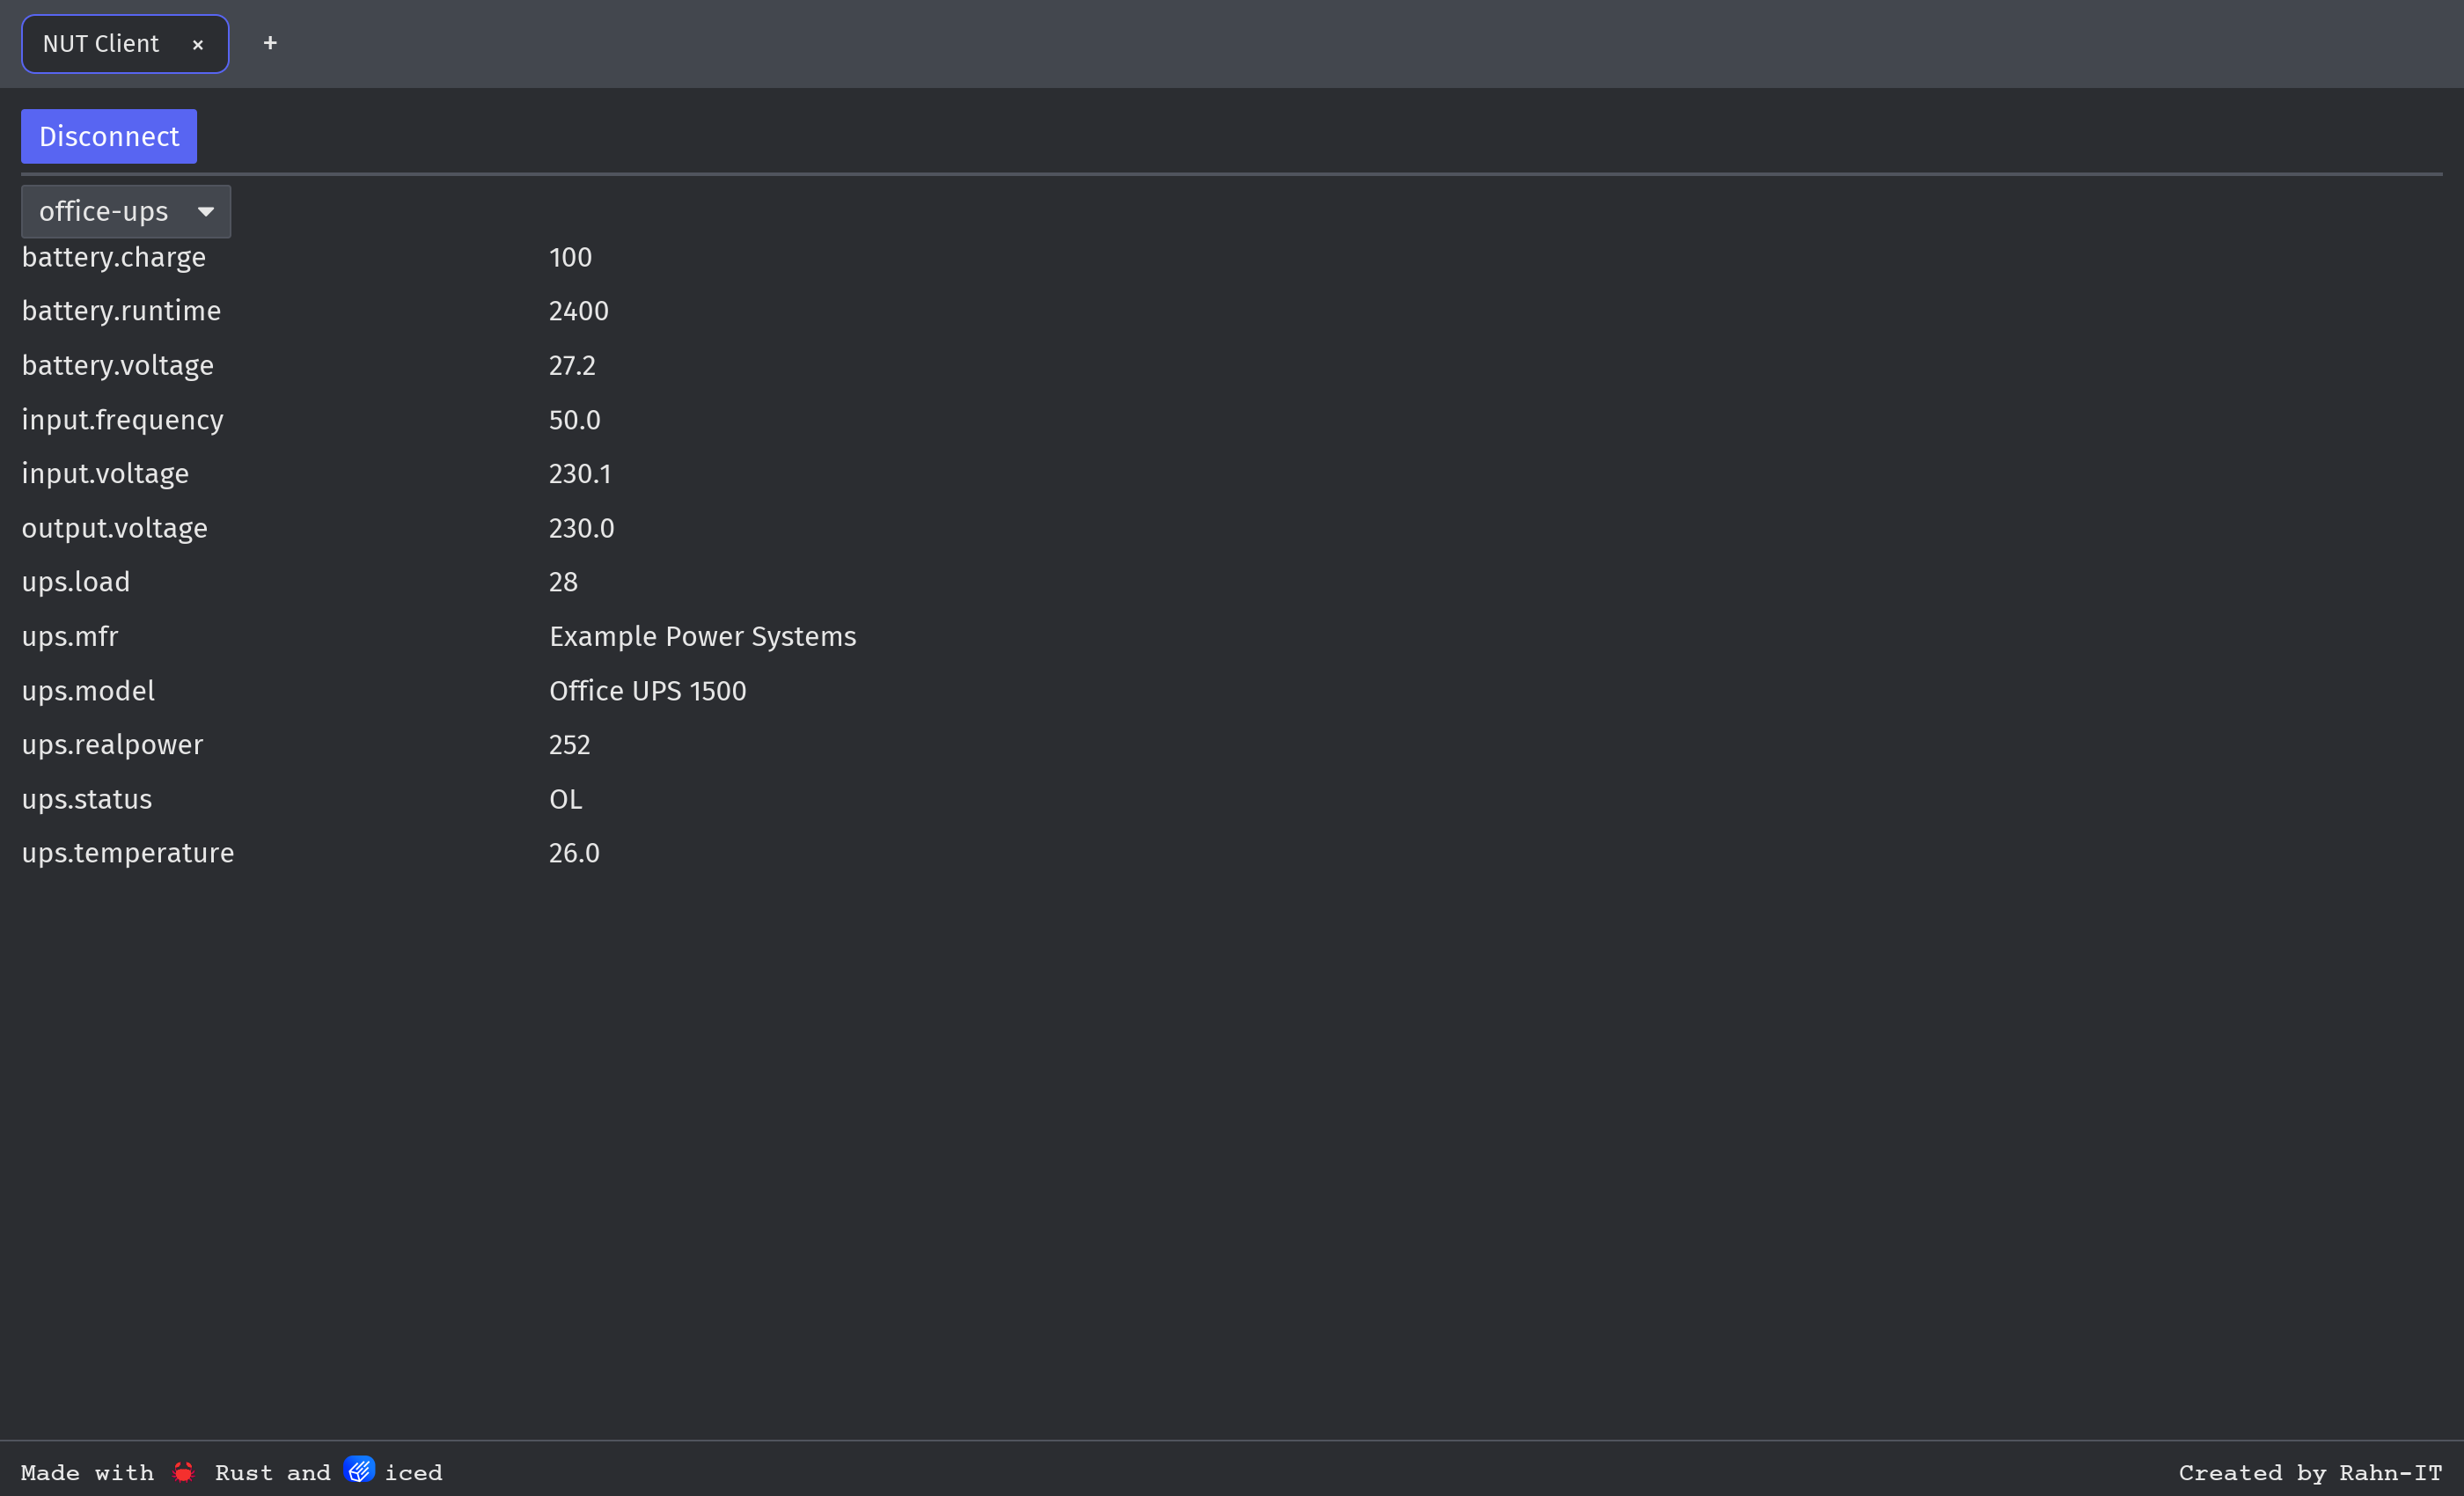 NUT Client × +
Disconnect
office-ups
battery.charge 100
battery.runtime 2400
battery.voltage 27.2
input.frequency 50.0
input.voltage 230.1
output.voltage 230.0
ups.load 28
ups.mfr Example Power Systems
ups.model Office UPS 1500
ups.realpower 252
ups.status OL
ups.temperature 26.0
Made with 🦀 Rust and iced Created by Rahn-IT